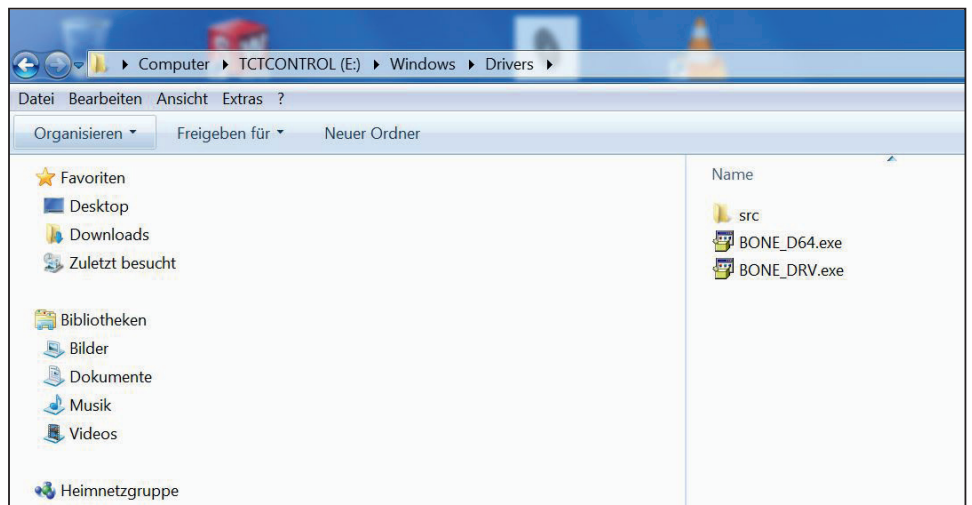 Computer ▸ TCTCONTROL (E:) ▸ Windows ▸ Drivers ▸
Datei Bearbeiten Ansicht Extras ?
Organisieren Freigeben für Neuer Ordner
Favoriten
Desktop
Downloads
Zuletzt besucht
Bibliotheken
Bilder
Dokumente
Musik
Videos
Heimnetzgruppe
Name
src
BONE_D64.exe
BONE_DRV.exe